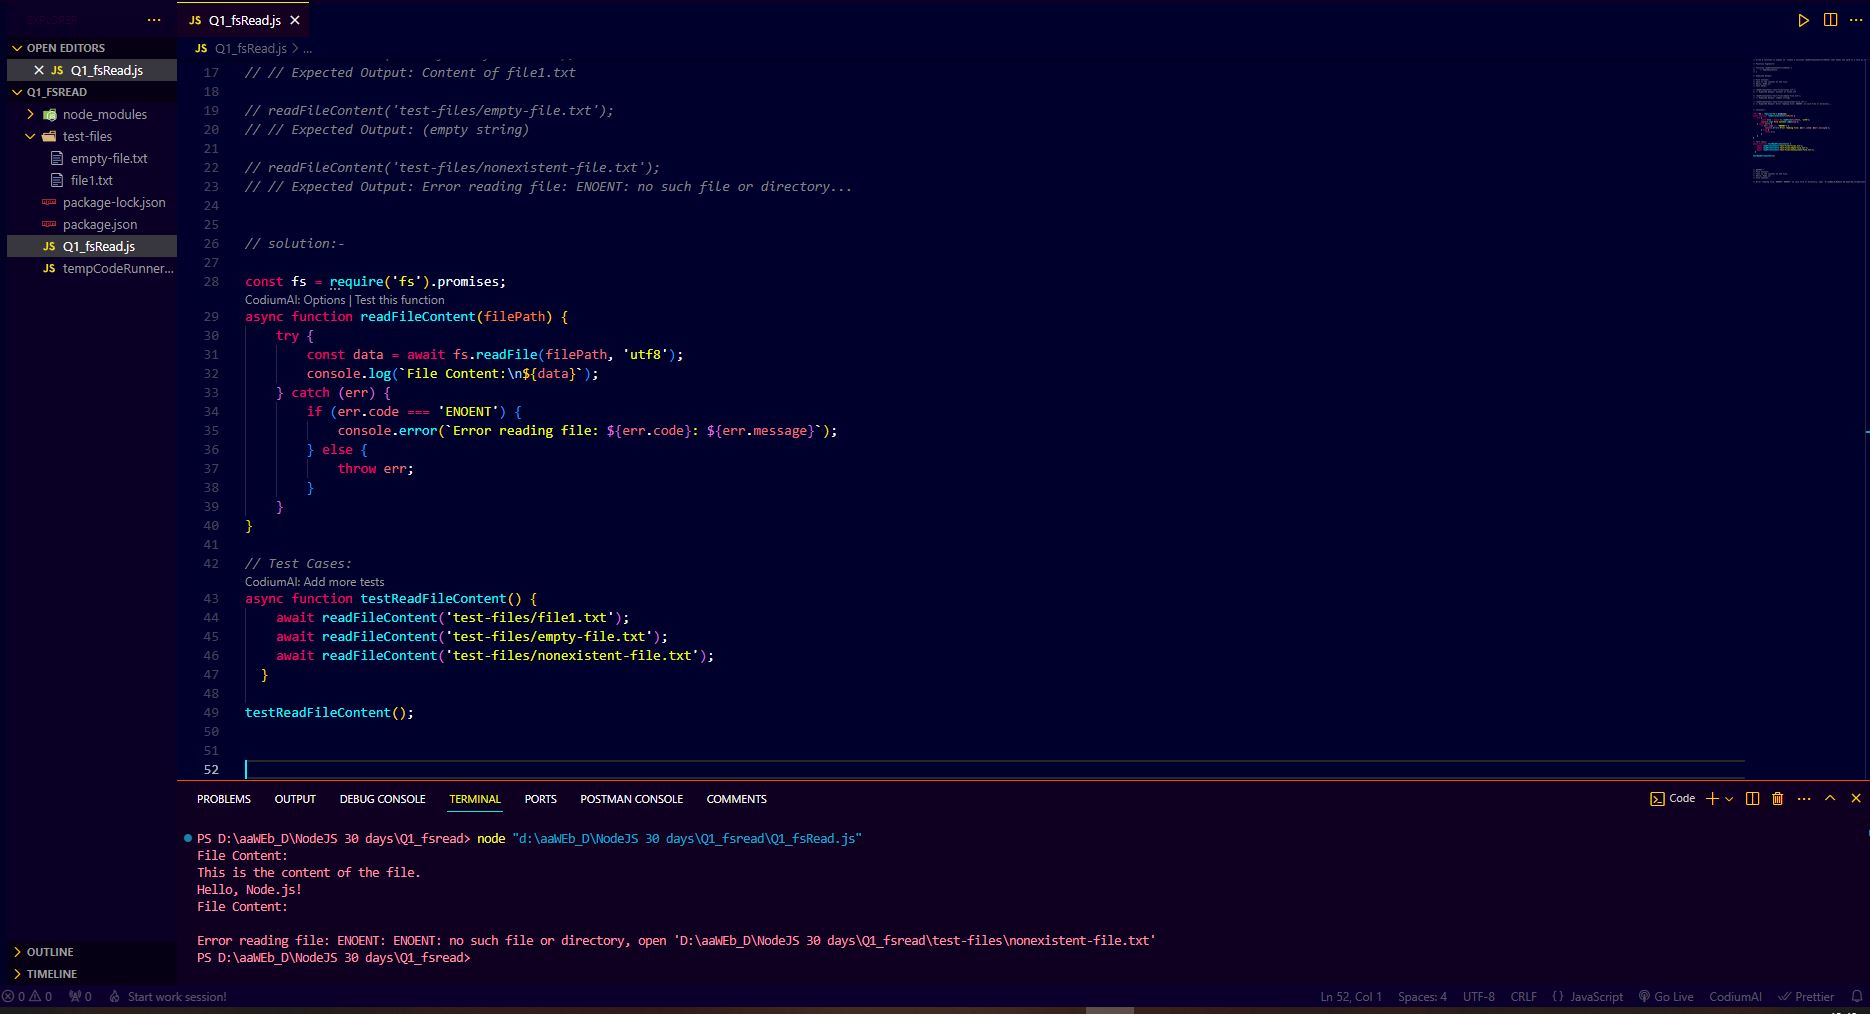 EXPLORER
...
JS Q1_fsRead.js
OPEN EDITORS
JS Q1_fsRead.js
Q1_FSREAD
node_modules
test-files
empty-file.txt
file1.txt
package-lock.json
package.json
JS Q1_fsRead.js
JS tempCodeRunner...
OUTLINE
TIMELINE
JS Q1_fsRead.js > ...
17 // // Expected Output: Content of file1.txt
18
19 // readFileContent('test-files/empty-file.txt');
20 // // Expected Output: (empty string)
21
22 // readFileContent('test-files/nonexistent-file.txt');
23 // // Expected Output: Error reading file: ENOENT: no such file or directory...
24
25
26 // solution:-
27
28 const fs = require('fs').promises;
CodiumAI: Options | Test this function
29 async function readFileContent(filePath) {
30 try {
31 const data = await fs.readFile(filePath, 'utf8');
32 console.log(`File Content:\n${data}`);
33 } catch (err) {
34 if (err.code === 'ENOENT') {
35 console.error(`Error reading file: ${err.code}: ${err.message}`);
36 } else {
37 throw err;
38 }
39 }
40 }
41
42 // Test Cases:
CodiumAI: Add more tests
43 async function testReadFileContent() {
44 await readFileContent('test-files/file1.txt');
45 await readFileContent('test-files/empty-file.txt');
46 await readFileContent('test-files/nonexistent-file.txt');
47 }
48
49 testReadFileContent();
50
51
52
PROBLEMS OUTPUT DEBUG CONSOLE TERMINAL PORTS POSTMAN CONSOLE COMMENTS
Code
PS D:\aaWEb_D\NodeJS 30 days\Q1_fsread> node "d:\aaWEb_D\NodeJS 30 days\Q1_fsread\Q1_fsRead.js"
File Content:
This is the content of the file.
Hello, Node.js!
File Content:
Error reading file: ENOENT: ENOENT: no such file or directory, open 'D:\aaWEb_D\NodeJS 30 days\Q1_fsread\test-files\nonexistent-file.txt'
PS D:\aaWEb_D\NodeJS 30 days\Q1_fsread>
0 0 0 Start work session! Ln 52, Col 1 Spaces: 4 UTF-8 CRLF {} JavaScript Go Live CodiumAI Prettier